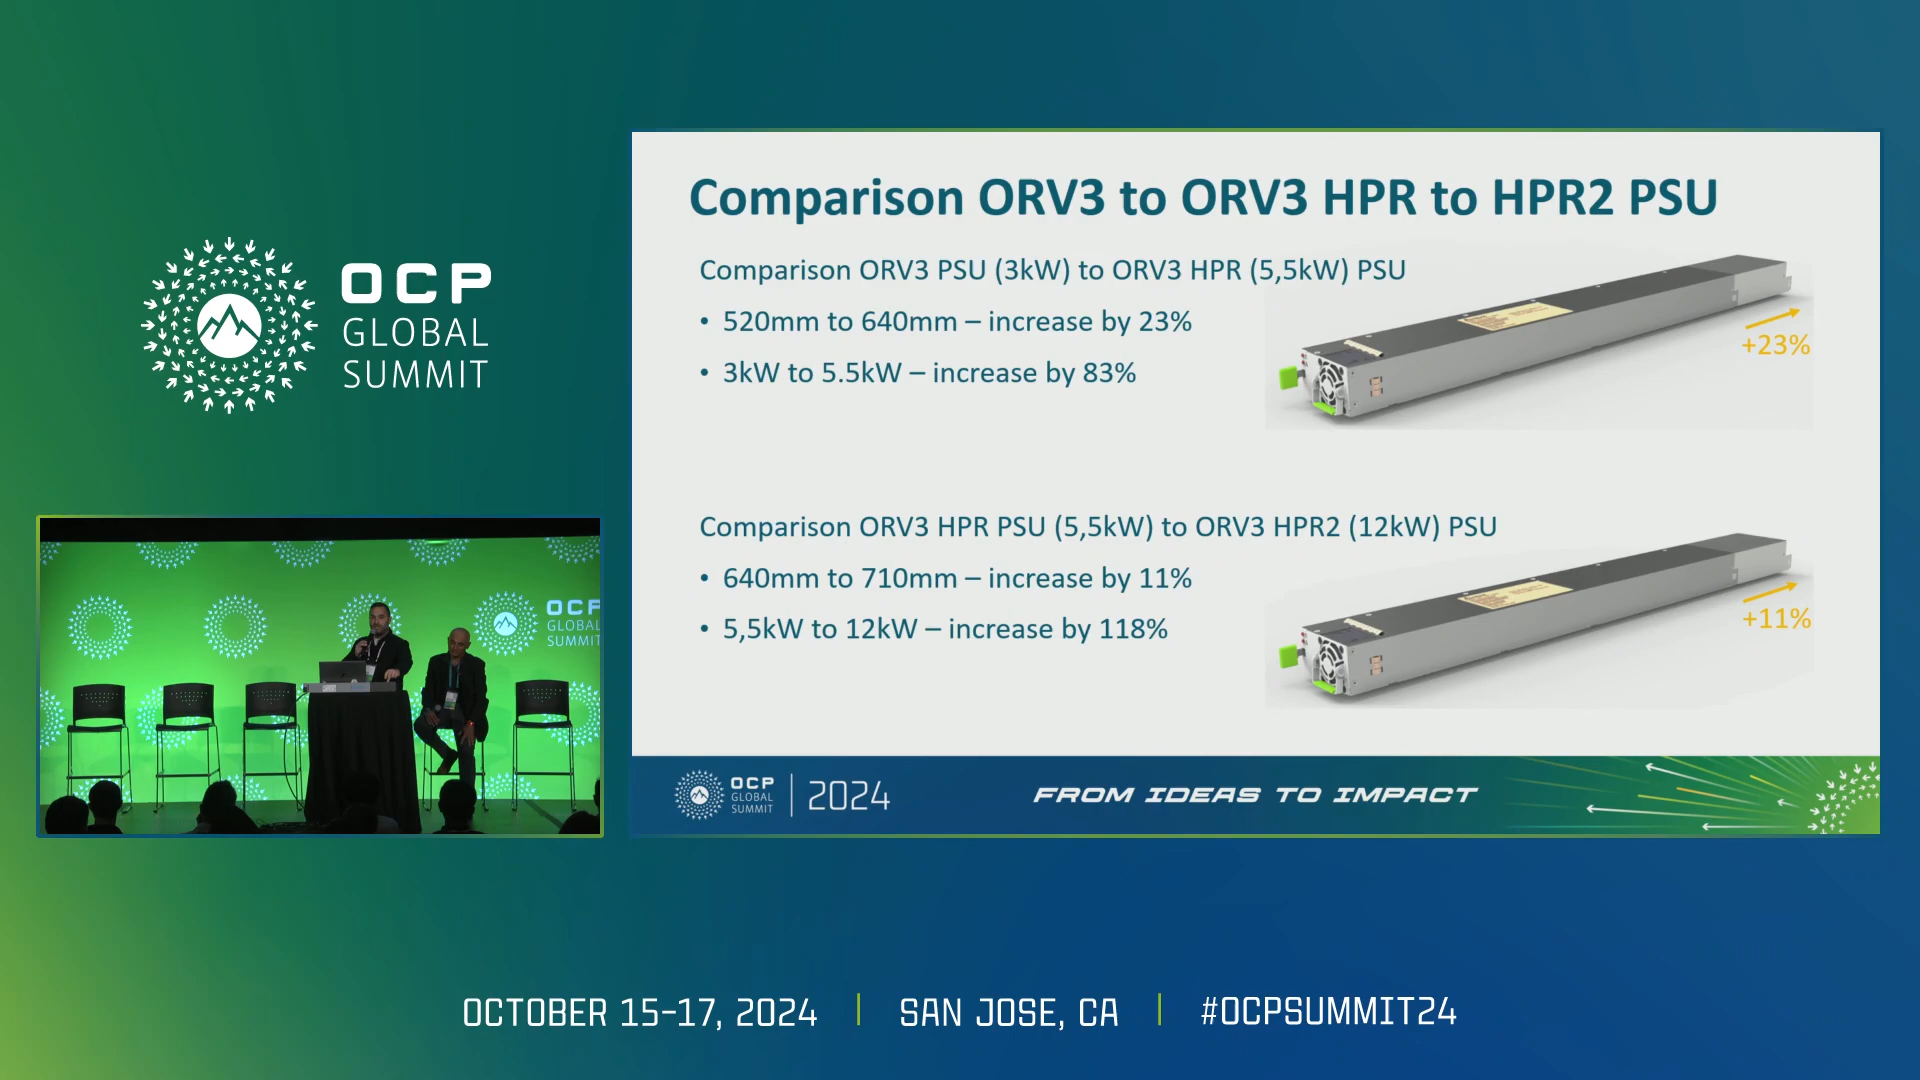 OCP
GLOBAL
SUMMIT
Comparison ORV3 to ORV3 HPR to HPR2 PSU
Comparison ORV3 PSU (3kW) to ORV3 HPR (5,5kW) PSU
• 520mm to 640mm – increase by 23%
• 3kW to 5.5kW – increase by 83%
+23%
Comparison ORV3 HPR PSU (5,5kW) to ORV3 HPR2 (12kW) PSU
• 640mm to 710mm – increase by 11%
• 5,5kW to 12kW – increase by 118%
+11%
OCP
GLOBAL
SUMMIT
2024
FROM IDEAS TO IMPACT
OCP
GLOBAL
SUMMIT
OCTOBER 15-17, 2024
SAN JOSE, CA
#OCPSUMMIT24